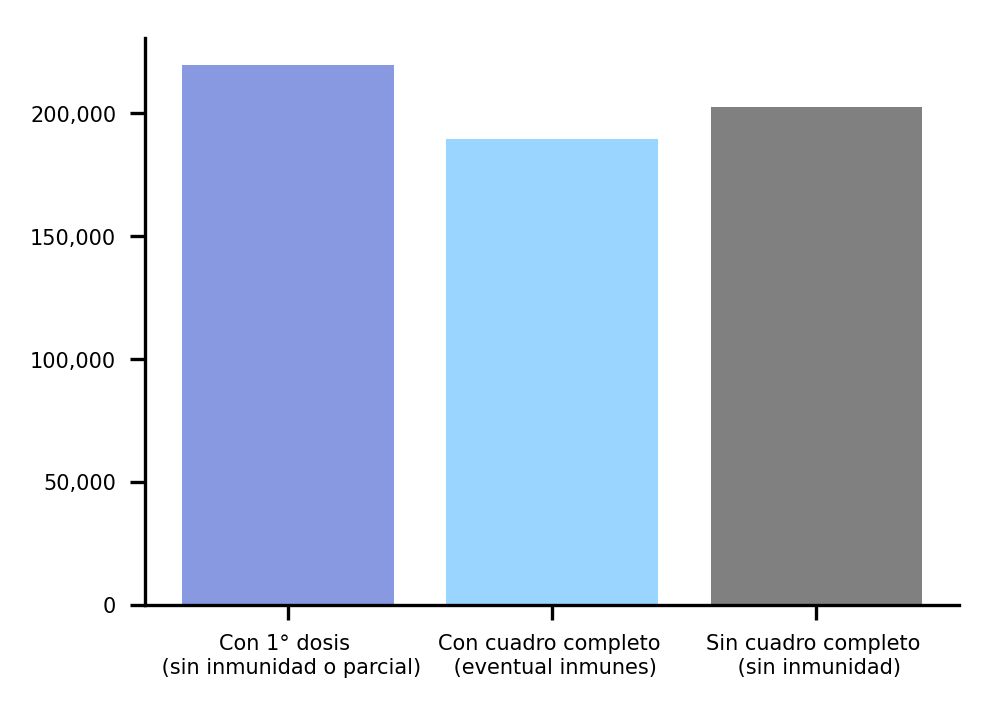 200,000
150,000
100,000
50,000
0
Con 1° dosis
(sin inmunidad o parcial)
Con cuadro completo
(eventual inmunes)
Sin cuadro completo
(sin inmunidad)